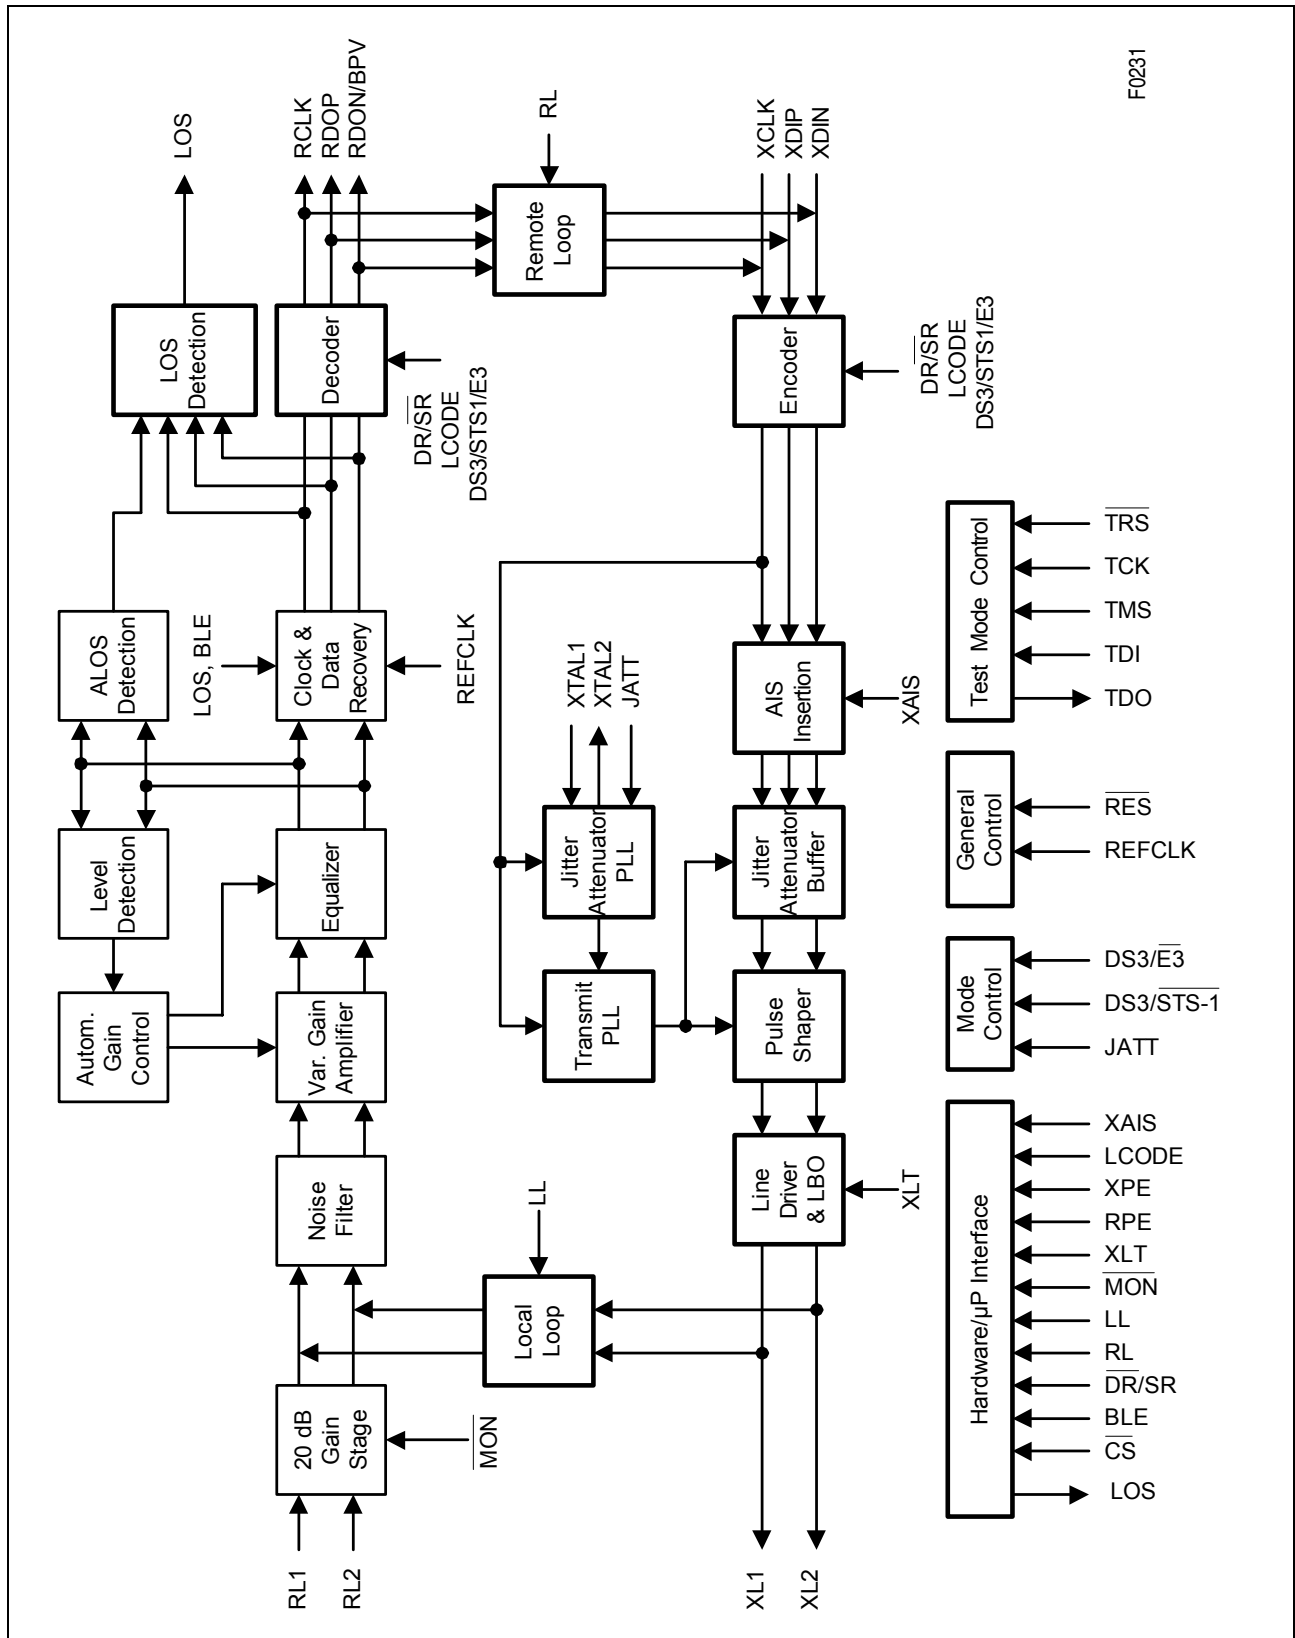 F0231
LOS
RCLK
RDOP
RDON/BPV
RL
XCLK
XDIP
XDIN
LOS
Detection
Decoder
DR/SR
LCODE
DS3/STS1/E3
Remote
Loop
Encoder
DR/SR
LCODE
DS3/STS1/E3
ALOS
Detection
LOS, BLE
Clock &
Data
Recovery
REFCLK
XTAL1
XTAL2
JATT
AIS
Insertion
XAIS
Level
Detection
Equalizer
Jitter
Attenuator
PLL
Jitter
Attenuator
Buffer
Autom.
Gain
Control
Var. Gain
Amplifier
Transmit
PLL
Pulse
Shaper
Noise
Filter
LL
Line
Driver
& LBO
XLT
Local
Loop
20 dB
Gain
Stage
MON
RL1
RL2
XL1
XL2
Test Mode Control
TRS
TCK
TMS
TDI
TDO
General
Control
RES
REFCLK
Mode
Control
DS3/E3
DS3/STS-1
JATT
Hardware/µP Interface
XAIS
LCODE
XPE
RPE
XLT
MON
LL
RL
DR/SR
BLE
CS
LOS